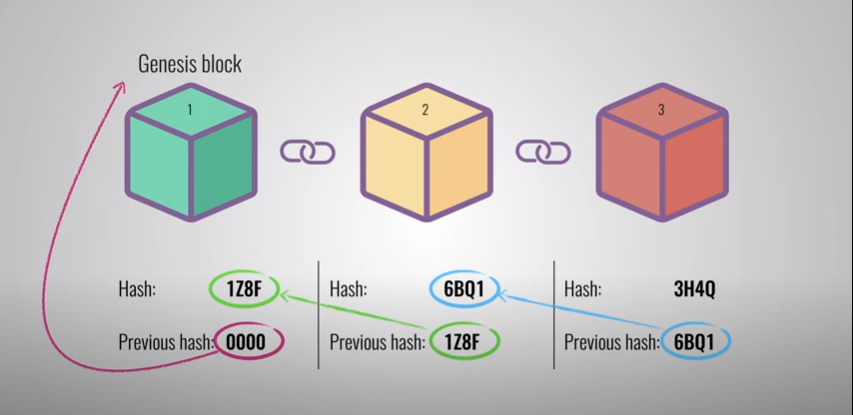 Genesis block
1
2
3
Hash: 1Z8F
Previous hash: 0000
Hash: 6BQ1
Previous hash: 1Z8F
Hash: 3H4Q
Previous hash: 6BQ1